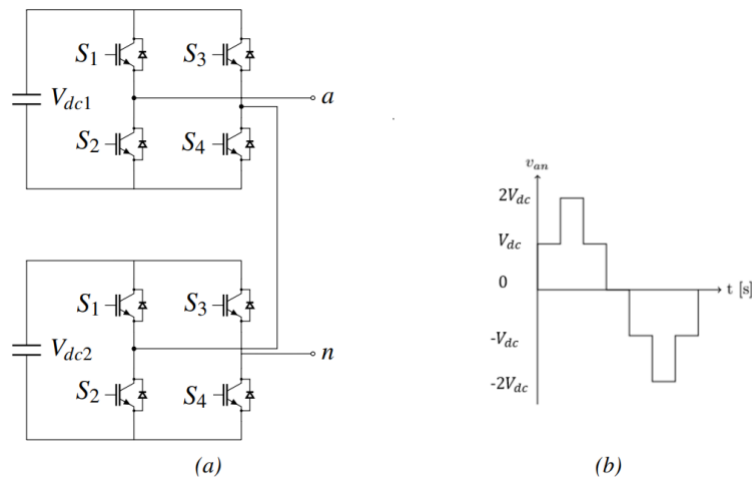 S1
S3
a
Vdc1
S2
S4
S1
S3
Vdc2
n
S2
S4
(a)
van
2Vdc
Vdc
0
t [s]
-Vdc
-2Vdc
(b)